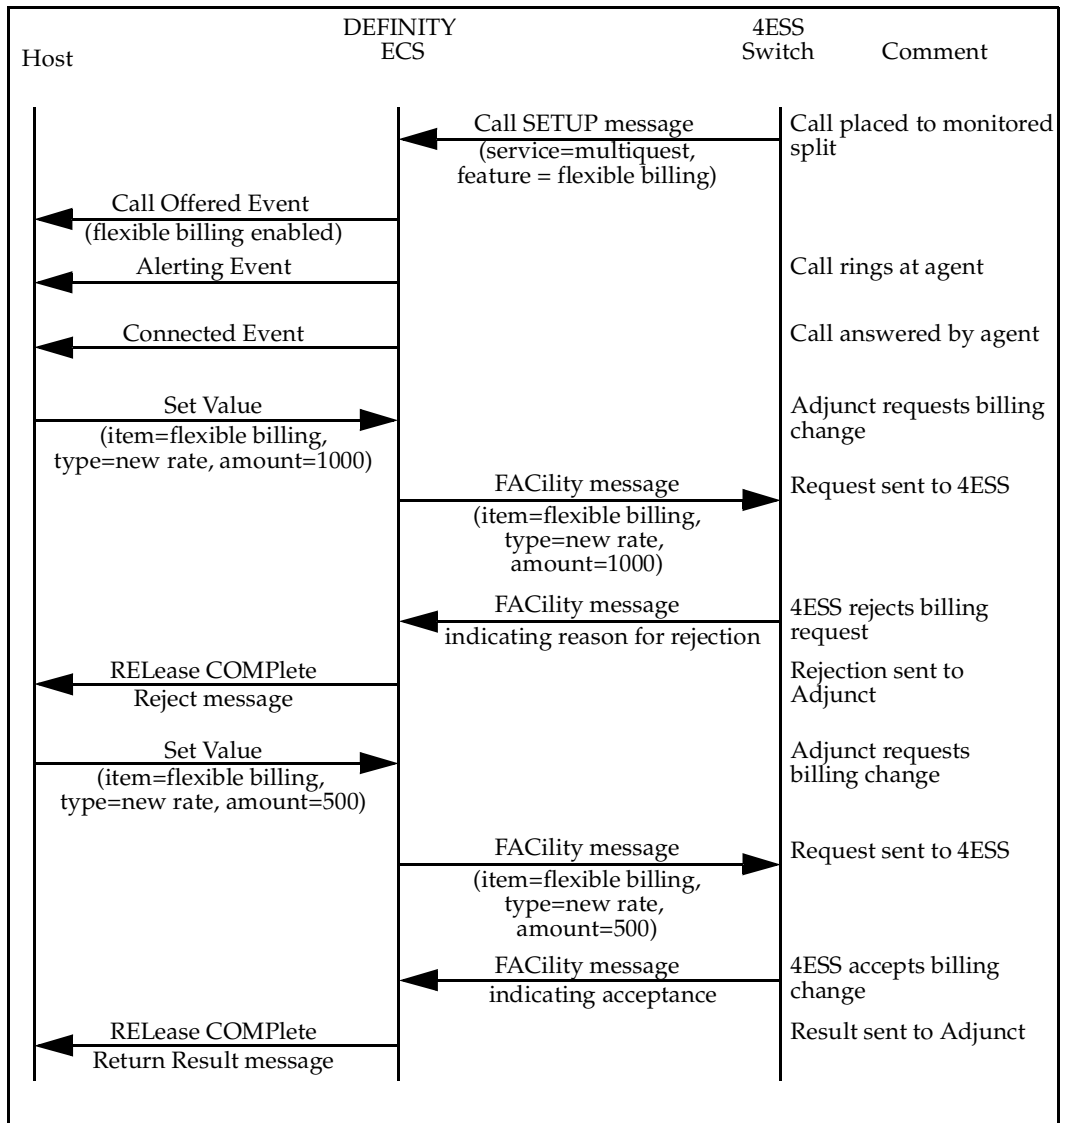 Host
DEFINITY
ECS
4ESS
Switch
Comment
Call SETUP message
(service=multiquest,
feature = flexible billing)
Call placed to monitored
split
Call Offered Event
(flexible billing enabled)
Alerting Event
Call rings at agent
Connected Event
Call answered by agent
Set Value
(item=flexible billing,
type=new rate, amount=1000)
Adjunct requests billing
change
FACility message
(item=flexible billing,
type=new rate,
amount=1000)
Request sent to 4ESS
FACility message
indicating reason for rejection
4ESS rejects billing
request
RELease COMPlete
Reject message
Rejection sent to
Adjunct
Set Value
(item=flexible billing,
type=new rate, amount=500)
Adjunct requests
billing change
FACility message
(item=flexible billing,
type=new rate,
amount=500)
Request sent to 4ESS
FACility message
indicating acceptance
4ESS accepts billing
change
RELease COMPlete
Return Result message
Result sent to Adjunct